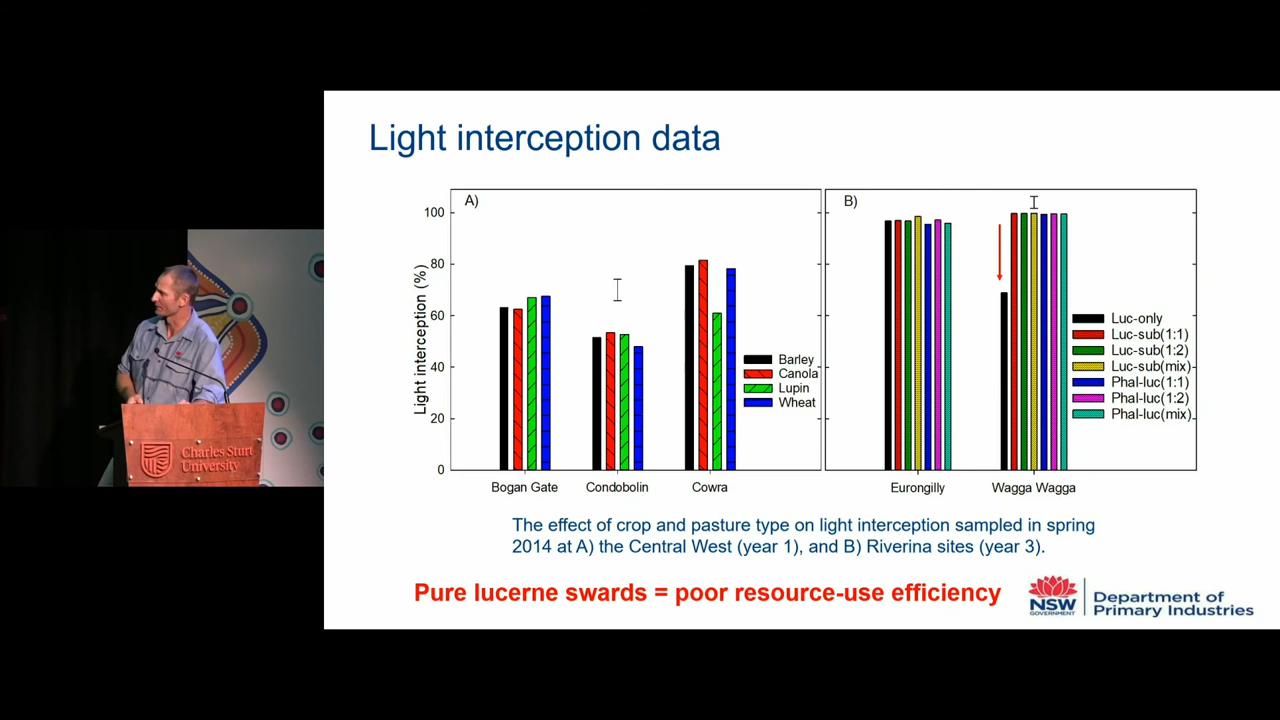 Light interception data
A)
B)
Light interception (%)
100
80
60
40
20
0
Barley
Canola
Lupin
Wheat
Luc-only
Luc-sub(1:1)
Luc-sub(1:2)
Luc-sub(mix)
Phal-luc(1:1)
Phal-luc(1:2)
Phal-luc(mix)
Bogan Gate
Condobolin
Cowra
Eurongilly
Wagga Wagga
The effect of crop and pasture type on light interception sampled in spring
2014 at A) the Central West (year 1), and B) Riverina sites (year 3).
Pure lucerne swards = poor resource-use efficiency
NSW
GOVERNMENT
Department of
Primary Industries
Charles Sturt
University